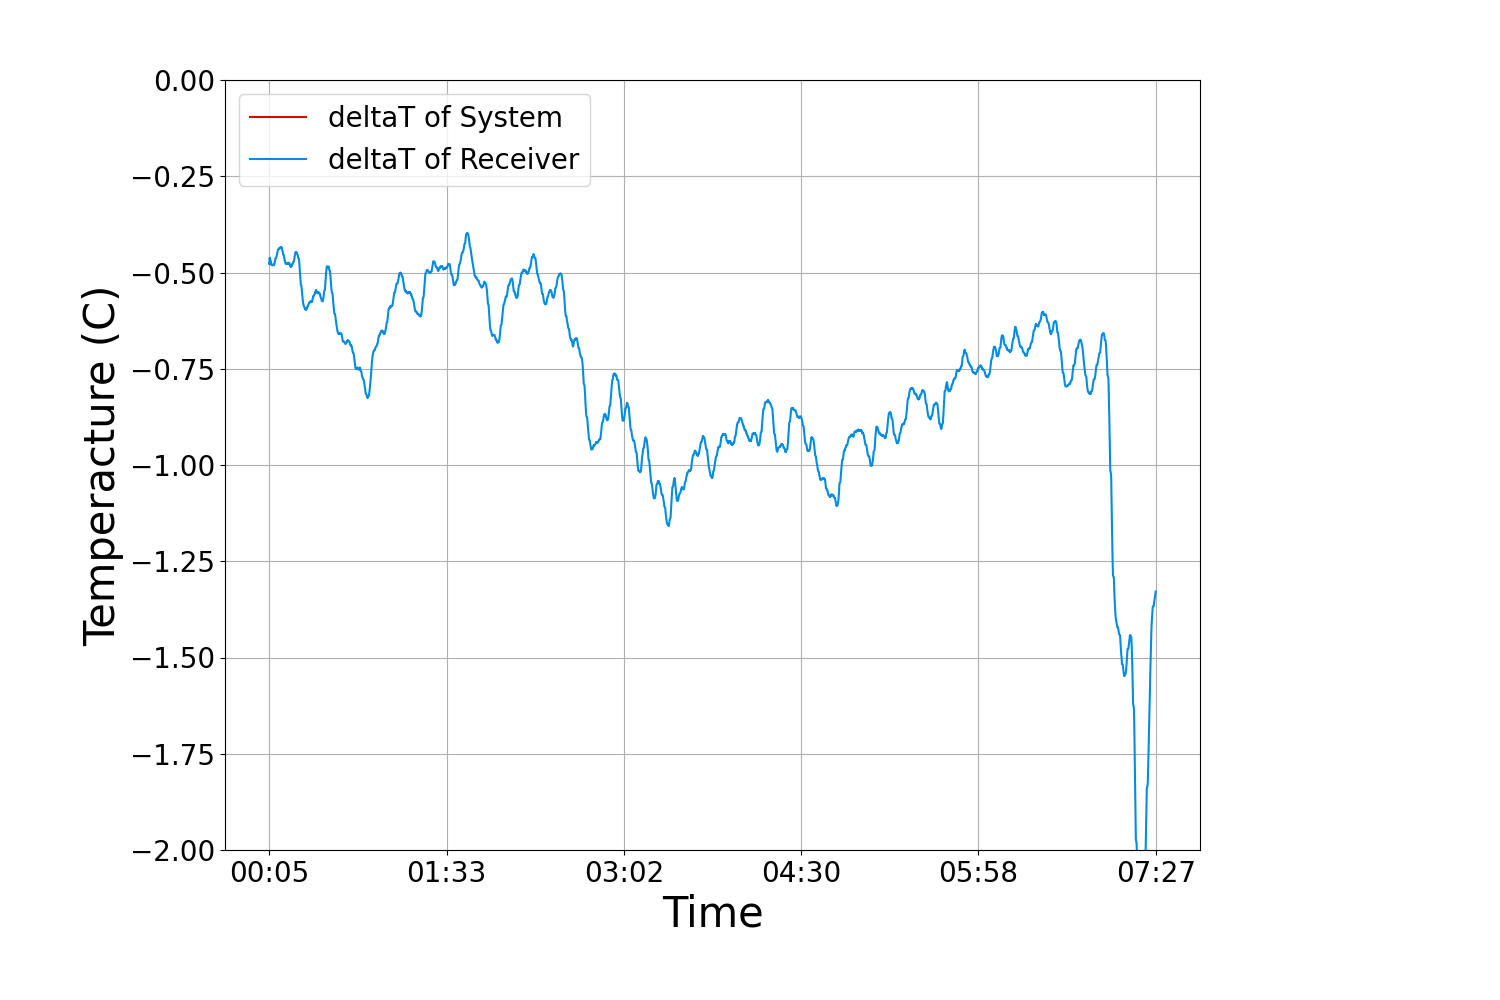 0.00
−0.25
−0.50
−0.75
−1.00
−1.25
−1.50
−1.75
−2.00
Temperacture (C)
deltaT of System
deltaT of Receiver
00:05 01:33 03:02 04:30 05:58 07:27
Time